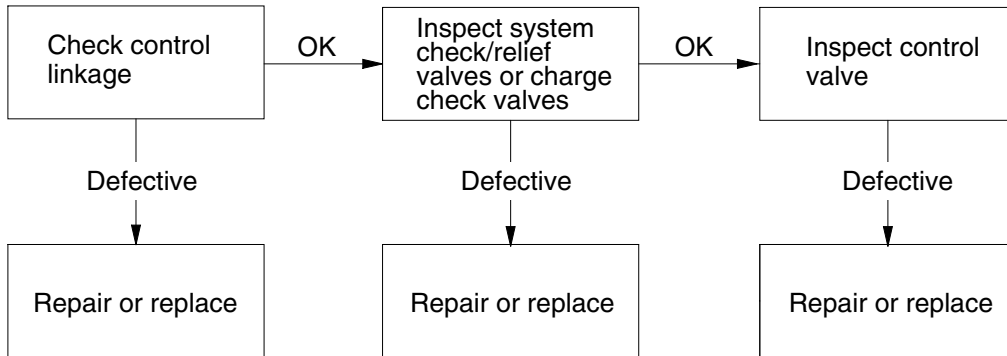 Check control
linkage
OK
Inspect system
check/relief
valves or charge
check valves
OK
Inspect control
valve
Defective
Defective
Defective
Repair or replace
Repair or replace
Repair or replace